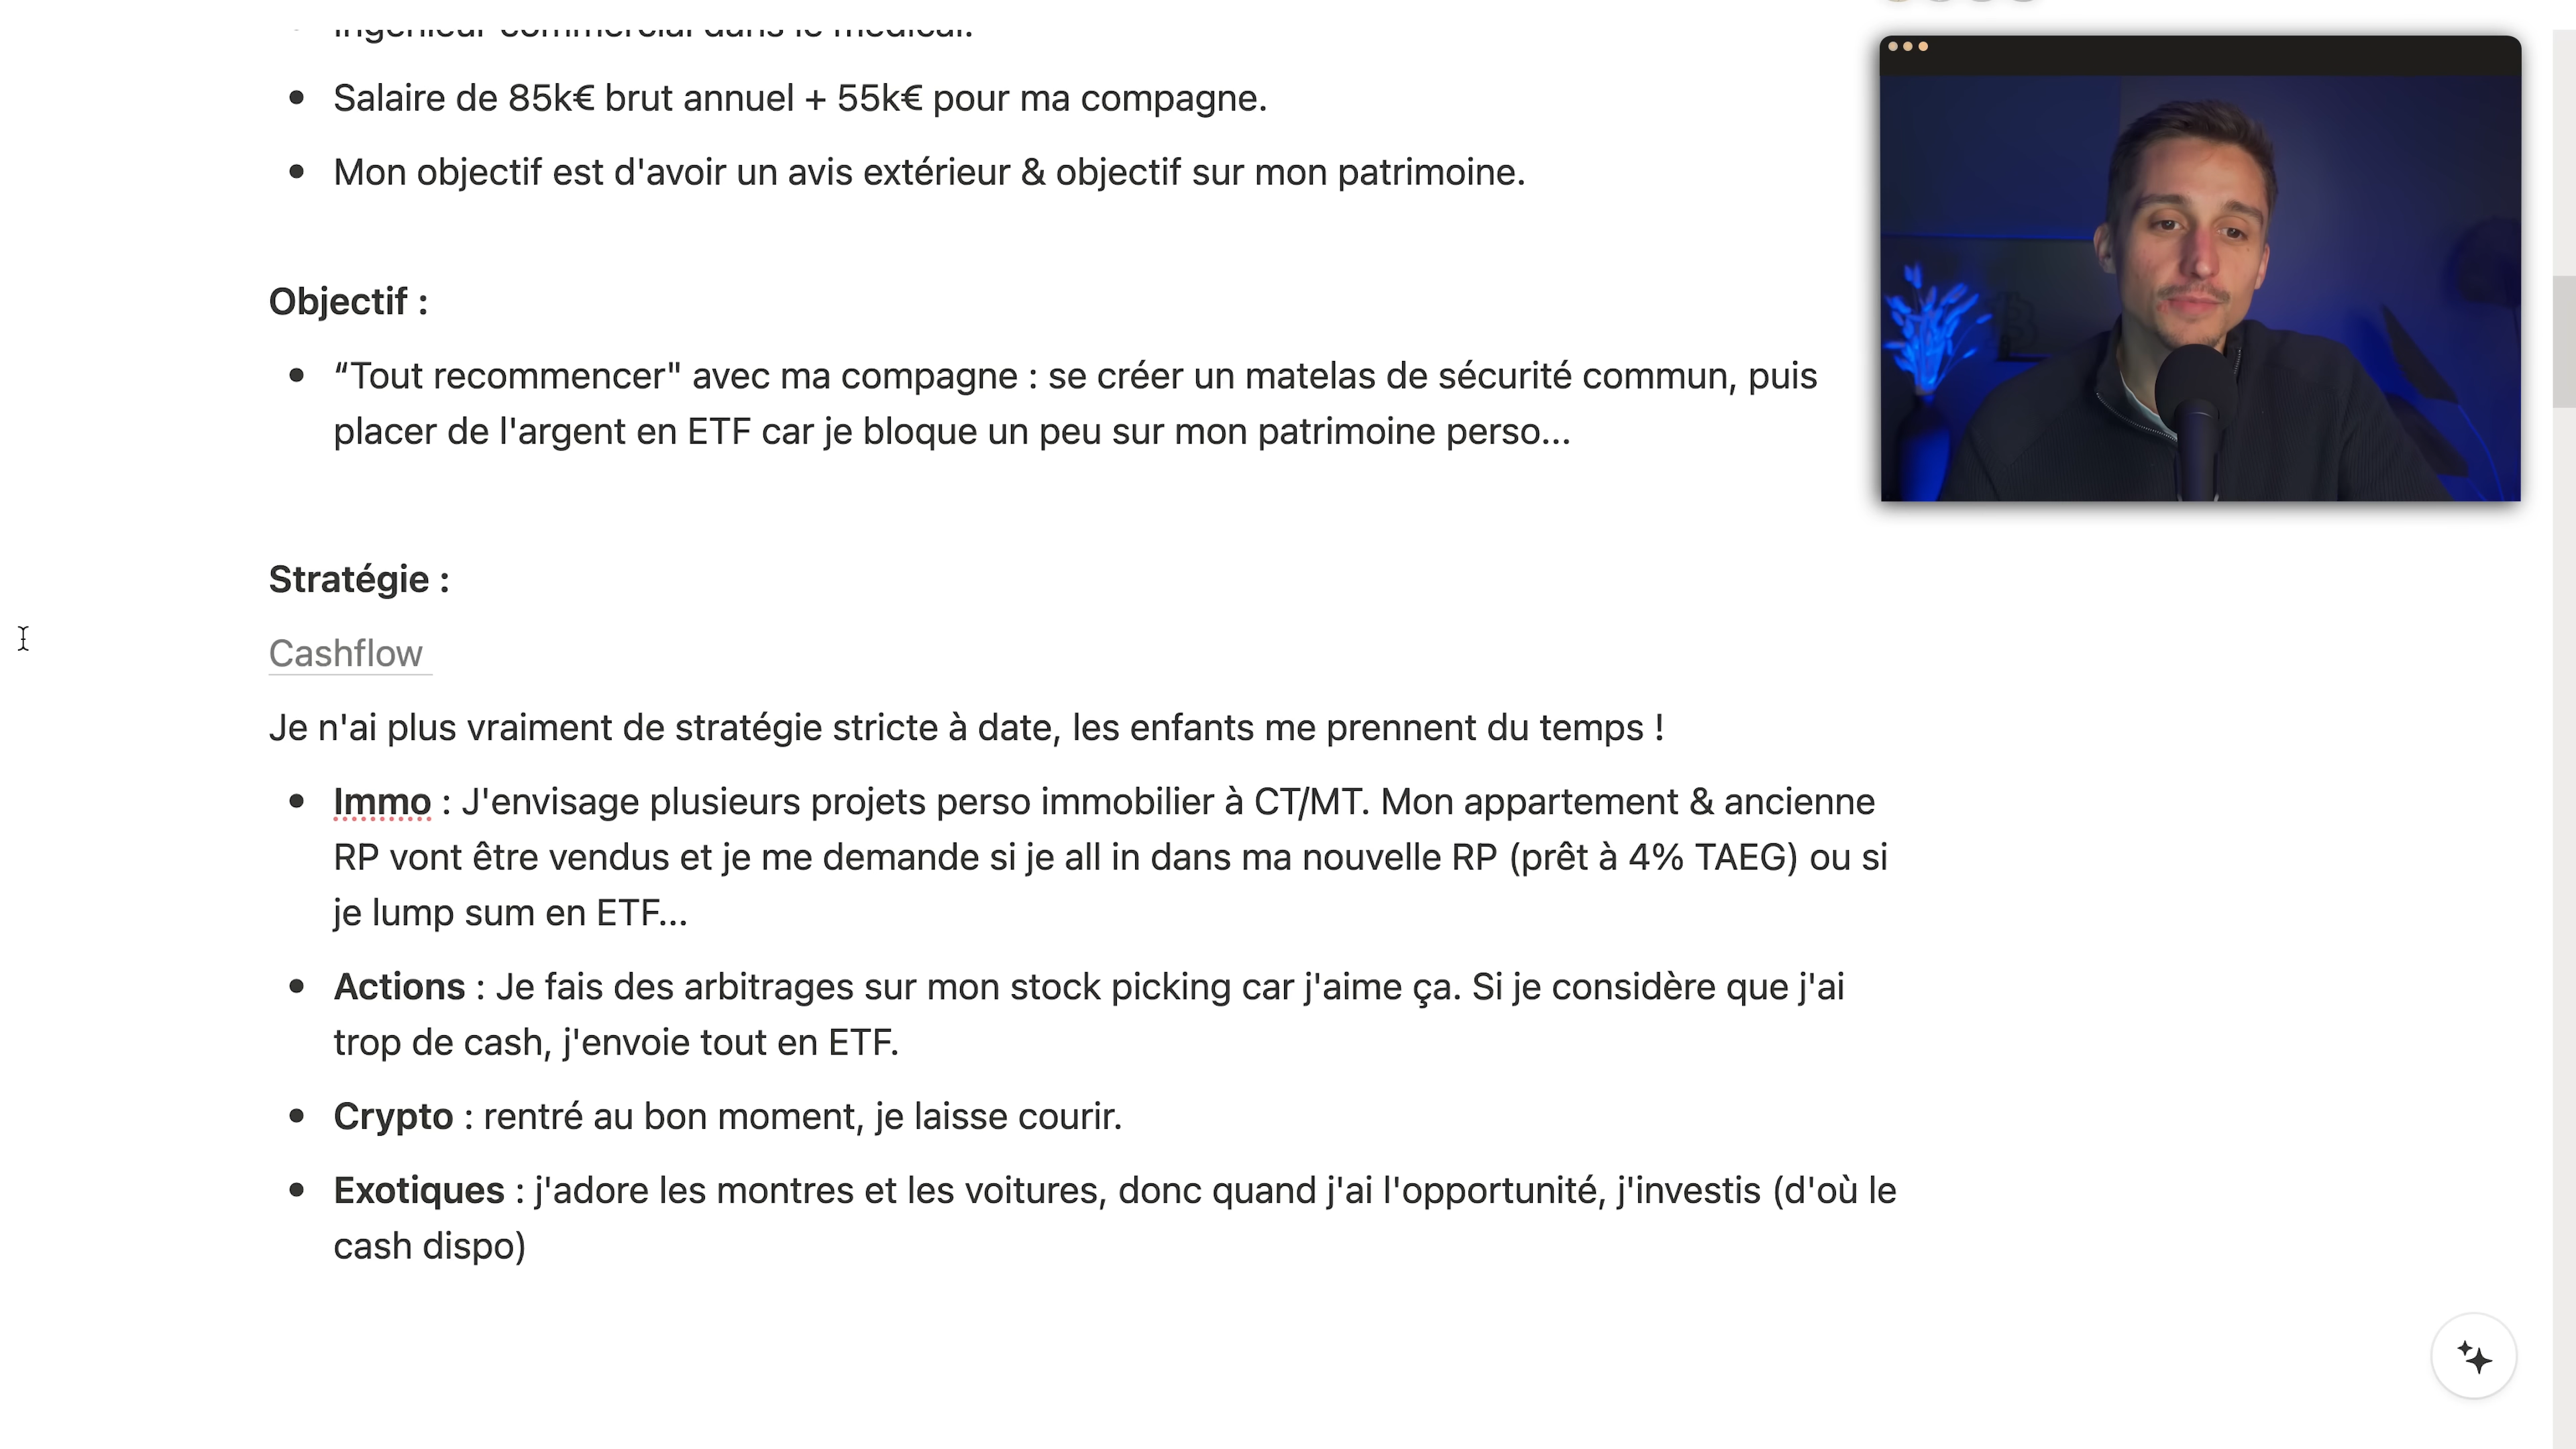 Ingénieur commercial dans le médical.
Salaire de 85k€ brut annuel + 55k€ pour ma compagne.
Mon objectif est d'avoir un avis extérieur & objectif sur mon patrimoine.
Objectif :
“Tout recommencer" avec ma compagne : se créer un matelas de sécurité commun, puis
placer de l'argent en ETF car je bloque un peu sur mon patrimoine perso...
Stratégie :
Cashflow
Je n'ai plus vraiment de stratégie stricte à date, les enfants me prennent du temps !
Immo : J'envisage plusieurs projets perso immobilier à CT/MT. Mon appartement & ancienne
RP vont être vendus et je me demande si je all in dans ma nouvelle RP (prêt à 4% TAEG) ou si
je lump sum en ETF...
Actions : Je fais des arbitrages sur mon stock picking car j'aime ça. Si je considère que j'ai
trop de cash, j'envoie tout en ETF.
Crypto : rentré au bon moment, je laisse courir.
Exotiques : j'adore les montres et les voitures, donc quand j'ai l'opportunité, j'investis (d'où le
cash dispo)